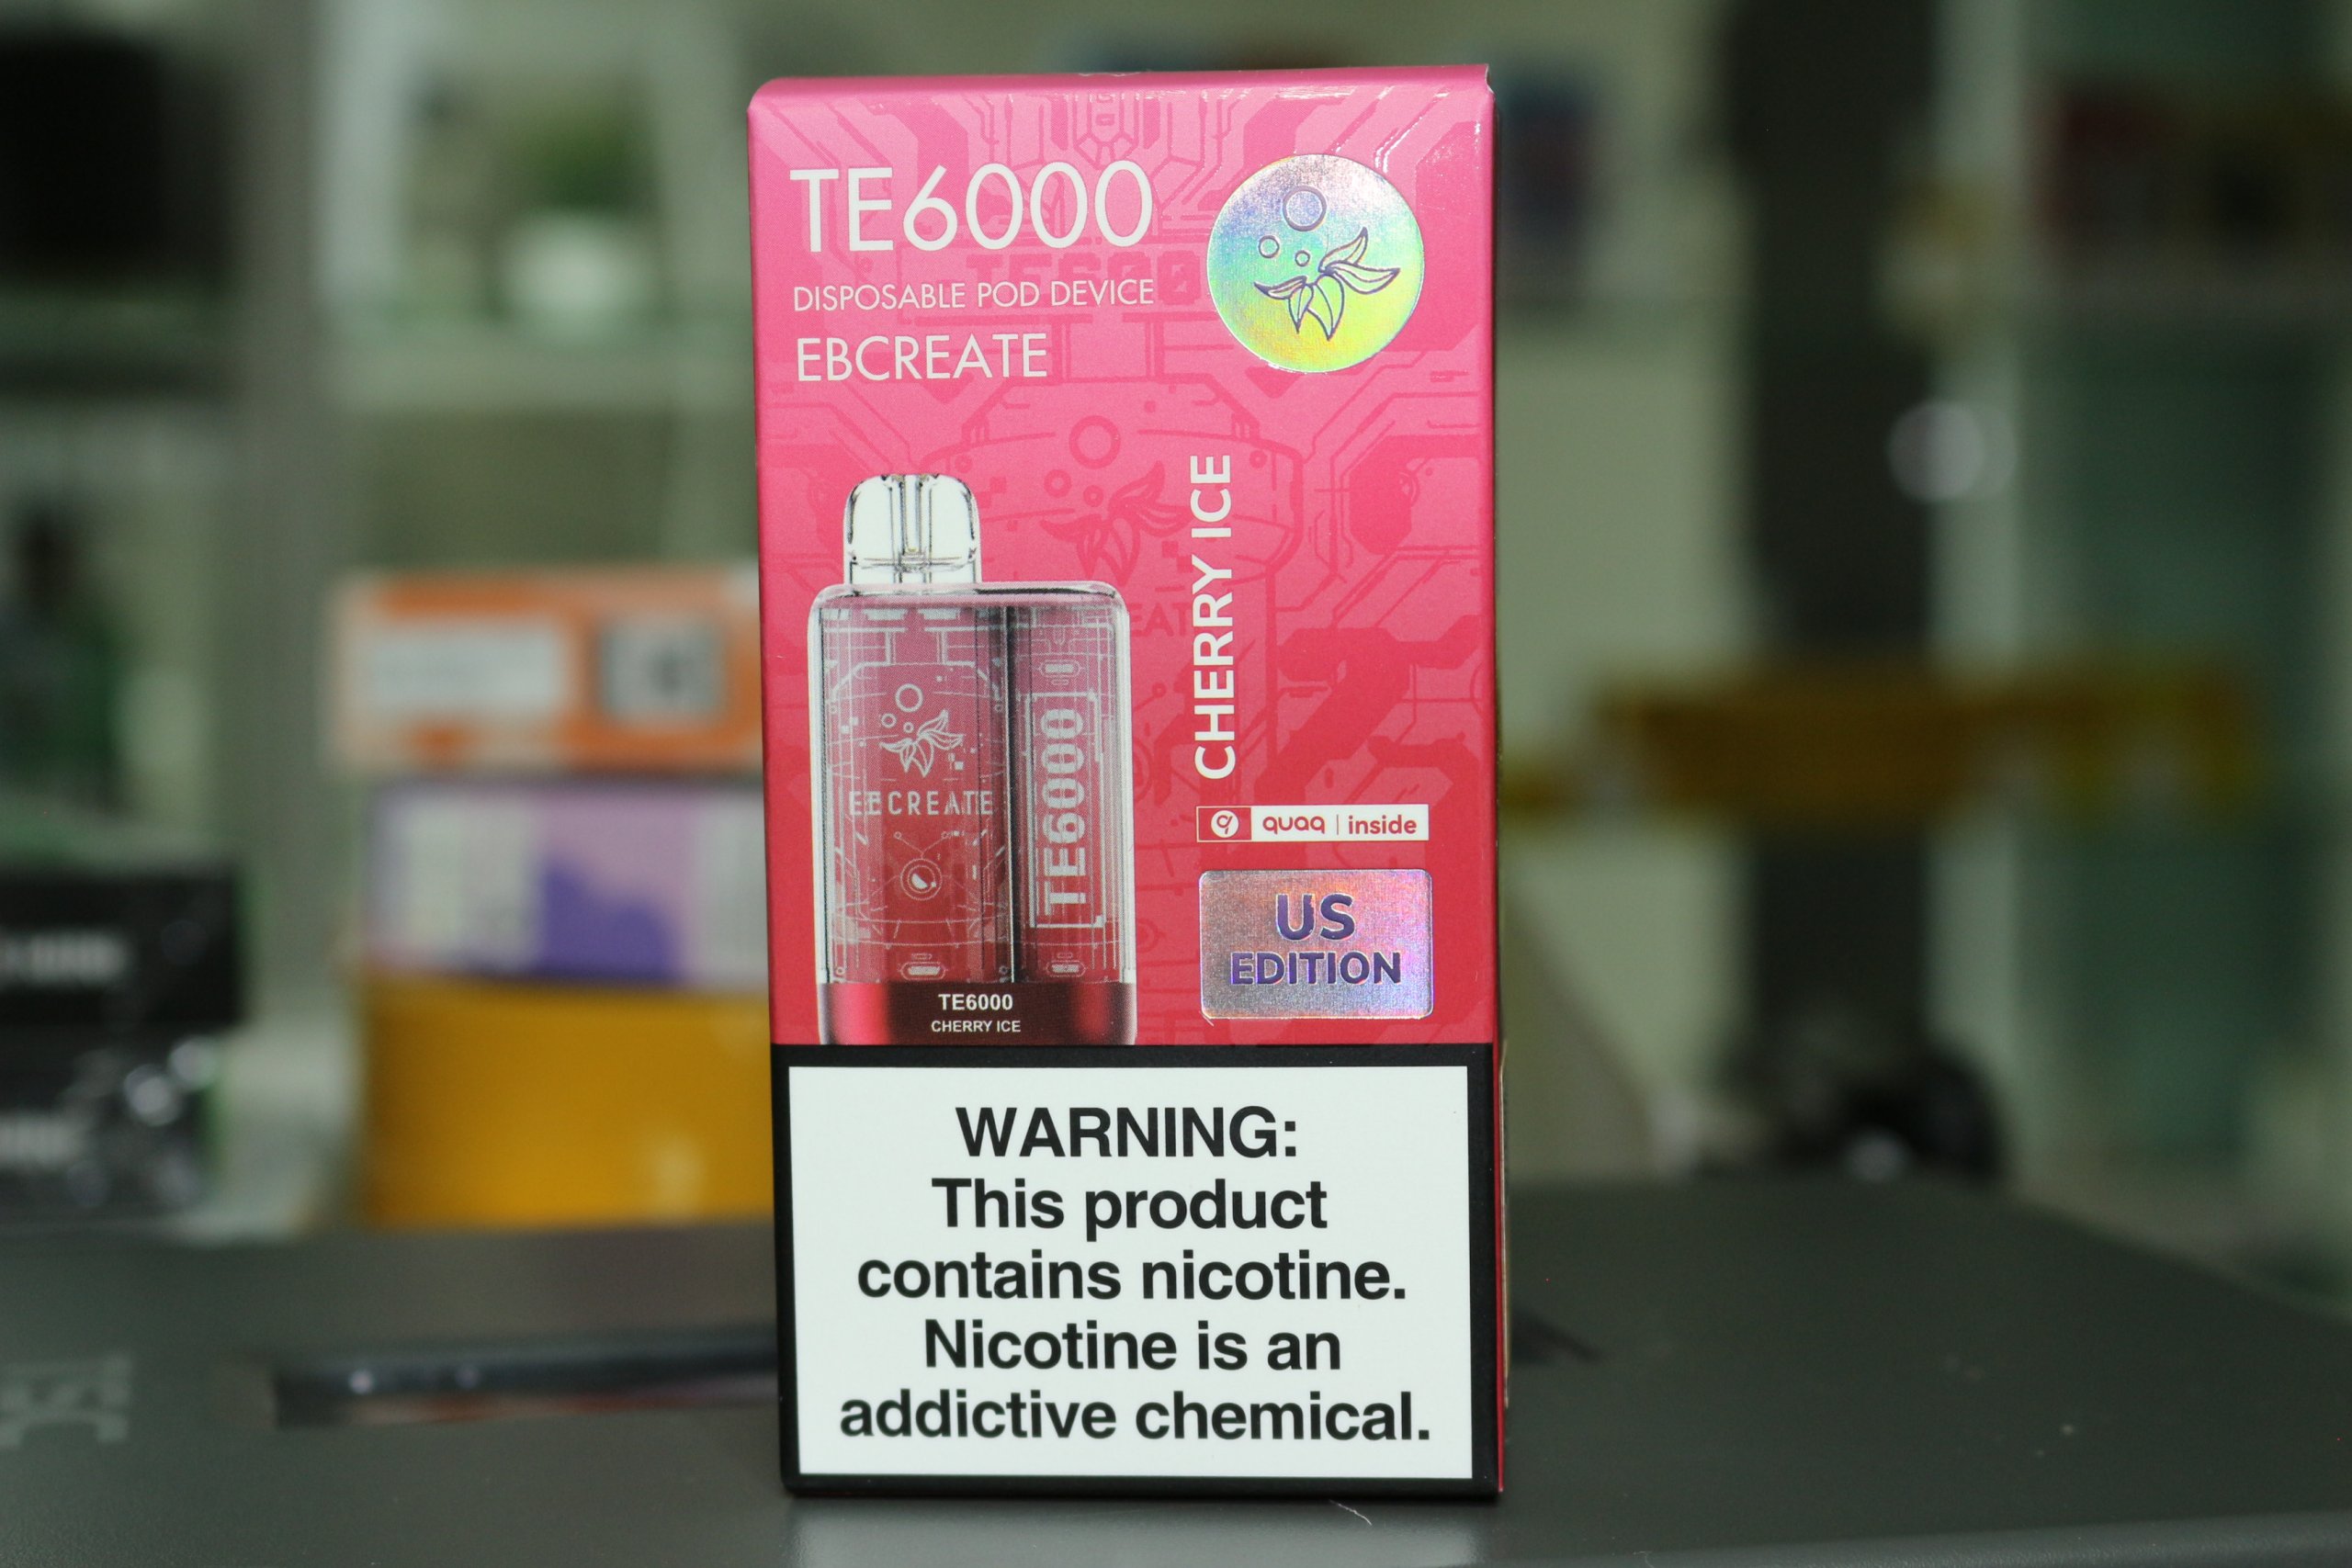 TE6000
DISPOSABLE POD DEVICE
EBCREATE
CHERRY ICE
EBCREATE
TE6000
TE6000
CHERRY ICE
quaq | inside
US
EDITION
WARNING:
This product
contains nicotine.
Nicotine is an
addictive chemical.